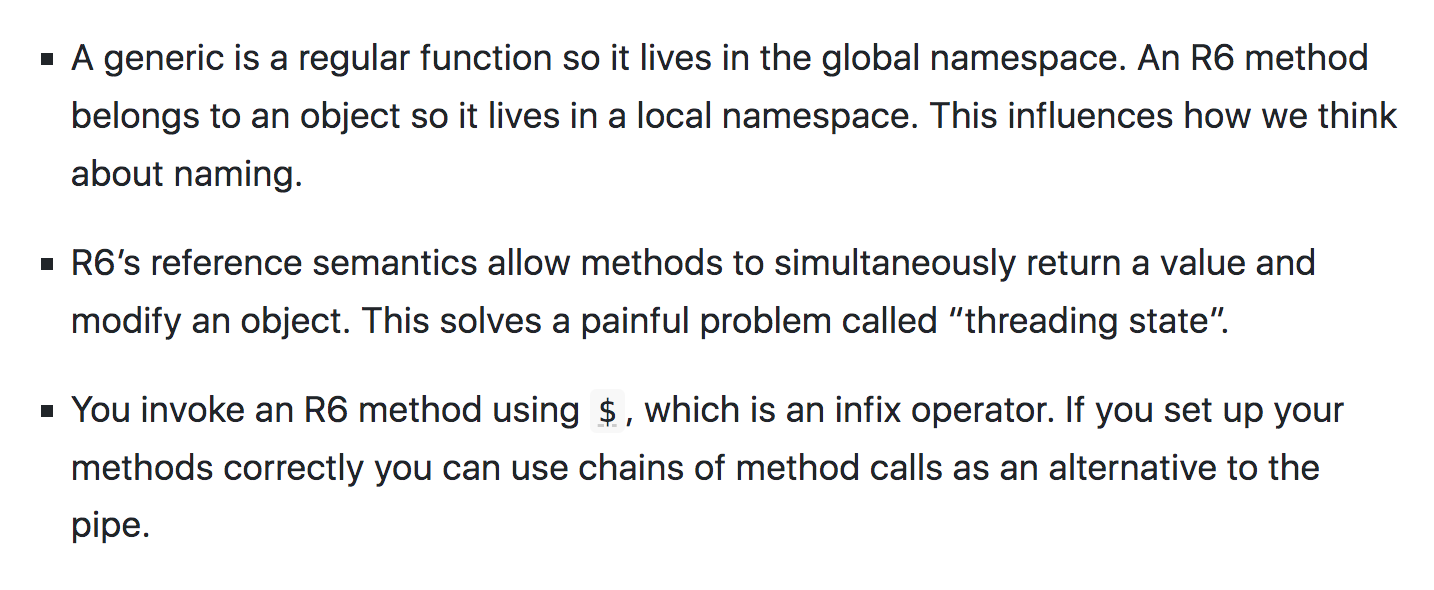 ▪ A generic is a regular function so it lives in the global namespace. An R6 method
belongs to an object so it lives in a local namespace. This influences how we think
about naming.
▪ R6’s reference semantics allow methods to simultaneously return a value and
modify an object. This solves a painful problem called “threading state”.
▪ You invoke an R6 method using $, which is an infix operator. If you set up your
methods correctly you can use chains of method calls as an alternative to the
pipe.